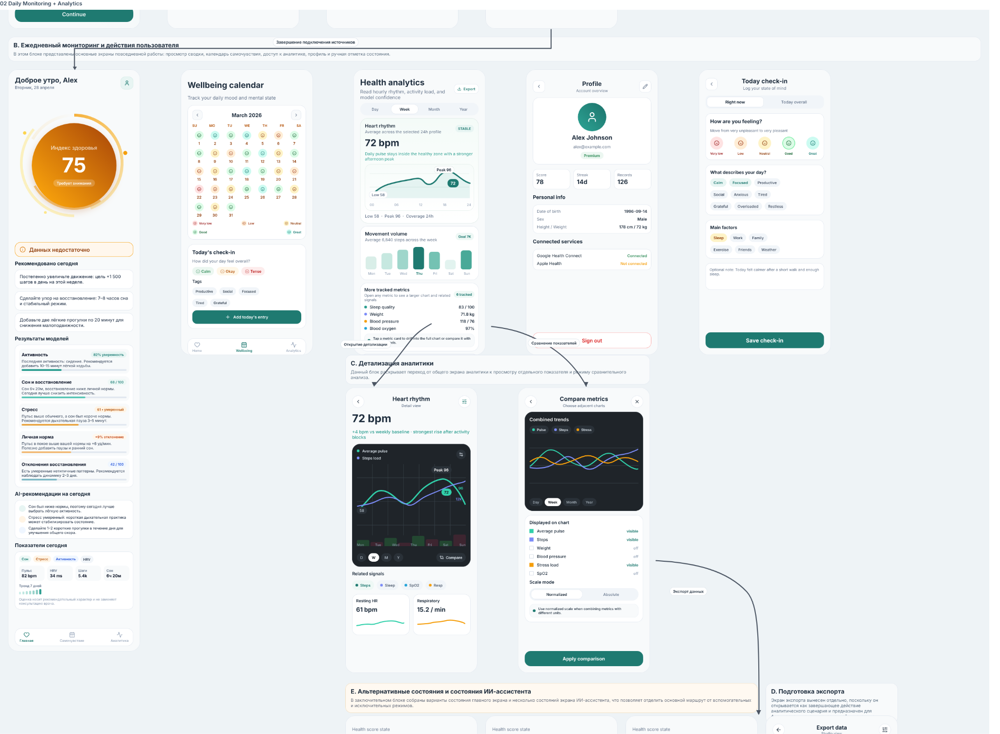 02 Daily Monitoring + Analytics
Continue
Завершение подключения источников
B. Ежедневный мониторинг и действия пользователя
В этом блоке представлены основные экраны повседневной работы: просмотр сводки, календарь самочувствия, доступ к аналитике, профиль и ручная отметка состояния.
Доброе утро, Alex
Вторник, 28 апреля
Индекс здоровья
75
Требует внимания
Данных недостаточно
Рекомендовано сегодня
Постепенно увеличьте движение: цель +1 500
шагов в день на этой неделе.
Сделайте упор на восстановление: 7–8 часов сна
и стабильный режим.
Добавьте две лёгкие прогулки по 20 минут для
снижения малоподвижности.
Результаты моделей
Активность
82% уверенность
Последняя активность: сидение. Рекомендуется
добавить 10–15 минут лёгкой ходьбы.
Сон и восстановление
68 / 100
Сон 6ч 20м, восстановление ниже личной нормы.
Сегодня лучше снизить интенсивность.
Стресс
61 • умеренный
Пульс выше обычного, а сон был короче нормы.
Рекомендуется дыхательная пауза 3–5 минут.
Личная норма
+9% отклонение
Пульс в покое выше вашей нормы на +6 уд/мин.
Полезно добавить паузы и ранний сон.
Отклонения восстановления
42 / 100
Есть умеренные нетипичные паттерны. Рекомендуется
наблюдать динамику 2–3 дня.
AI-рекомендации на сегодня
Сон был ниже нормы, поэтому сегодня лучше
выбрать лёгкую активность.
Стресс умеренный: короткая дыхательная практика
может стабилизировать состояние.
Сделайте 1–2 короткие прогулки в течение дня для
улучшения общего скора.
Показатели сегодня
Сон Стресс Активность HRV
Пульс HRV Шаги Сон
82 bpm 34 ms 5.4k 6ч 20м
Тренд 7 дней
Оценка носит рекомендательный характер и не заменяет
консультацию врача.
Главная Самочувствие Аналитика
Wellbeing calendar
Track your daily mood and mental state
March 2026
SU MO TU WE TH FR SA
1 2 3 4 5 6 7
8 9 10 11 12 13 14
15 16 17 18 19 20 21
22 23 24 25 26 27 28
29 30 31
Very low Low Neutral
Good Great
Today's check-in
How did your day feel overall?
Calm Okay Tense
Tags
Productive Social Focused
Tired Grateful
Add today's entry
Home Wellbeing Analytics
Health analytics
Read hourly rhythm, activity load, and
model confidence
Export
Day Week Month Year
Heart rhythm
Average across the selected 24h profile
STABLE
72 bpm
Daily pulse stays inside the healthy zone with a stronger
afternoon peak
Peak 96
72
Low 58
00 06 12 18 24
Low 58 · Peak 96 · Coverage 24h
Movement volume
Average 6,840 steps across the week
Goal 7K
Mon Tue Wed Thu Fri Sat Sun
More tracked metrics
Open any metric to see a larger chart and related
signals
6 tracked
Sleep quality 83 / 100
Weight 71.8 kg
Blood pressure 118 / 76
Blood oxygen 97%
Tap a metric card to drill into the full chart or compare it with
Открытие детализации
Сравнение показателей
Profile
Account overview
Alex Johnson
alex@example.com
Premium
Score Streak Records
78 14d 126
Personal info
Date of birth 1996-09-14
Sex Male
Height / Weight 178 cm / 72 kg
Connected services
Google Health Connect Connected
Apple Health Not connected
Sign out
Today check-in
Log your state of mind
Right now Today overall
How are you feeling?
Move from very unpleasant to very pleasant
Very low Low Neutral Good Great
What describes your day?
Calm Focused Productive
Social Anxious Tired
Grateful Overloaded Restless
Main factors
Sleep Work Family
Exercise Friends Weather
Optional note: Today felt calmer after a short walk and enough
sleep.
Save check-in
C. Детализация аналитики
Данный блок раскрывает переход от общего экрана аналитики к просмотру отдельного показателя и режиму сравнительного
анализа.
Heart rhythm
Detail view
72 bpm
+4 bpm vs weekly baseline · strongest rise after activity
blocks
Average pulse
Steps load
Peak 96
96
72
12k
58
Mon Tue Wed Thu Fri Sat Sun
D W M Y
Compare
Related signals
Steps Sleep SpO2 Resp
Resting HR
61 bpm
Respiratory
15.2 / min
Compare metrics
Choose adjacent charts
Combined trends
Pulse Steps Stress
Day Week Month Year
Displayed on chart
Average pulse visible
Steps visible
Weight off
Blood pressure off
Stress load visible
SpO2 off
Scale mode
Normalized Absolute
Use normalized scale when combining metrics with
different units.
Apply comparison
Экспорт данных
E. Альтернативные состояния и состояния ИИ-ассистента
В заключительном блоке собраны варианты состояния главного экрана и несколько состояний экрана ИИ-ассистента, что позволяет отделить основной маршрут от вспомогательных
и исключительных режимов.
D. Подготовка экспорта
Экран экспорта вынесен отдельно, поскольку он
открывается как завершающее действие
аналитического сценария и предназначен для
Health score state
Health score state
Health score state
Export data
Studio view